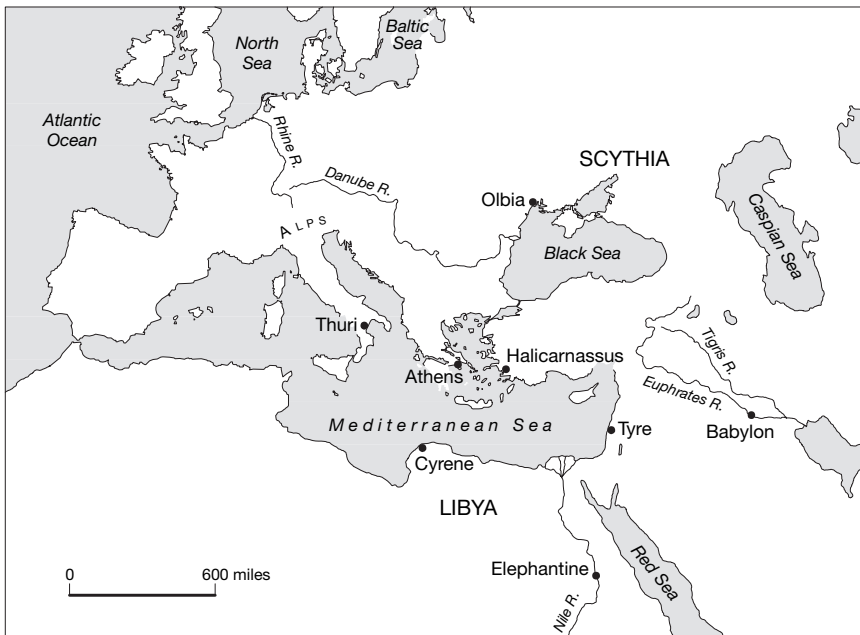 North
Sea
Baltic
Sea
Atlantic
Ocean
Rhine R.
Danube R.
SCYTHIA
Olbia
Caspian Sea
ALPS
Black Sea
Thuri
Athens
Halicarnassus
Tigris R.
Euphrates R.
Babylon
Mediterranean Sea
Tyre
Cyrene
LIBYA
Elephantine
Nile R.
Red Sea
0 600 miles